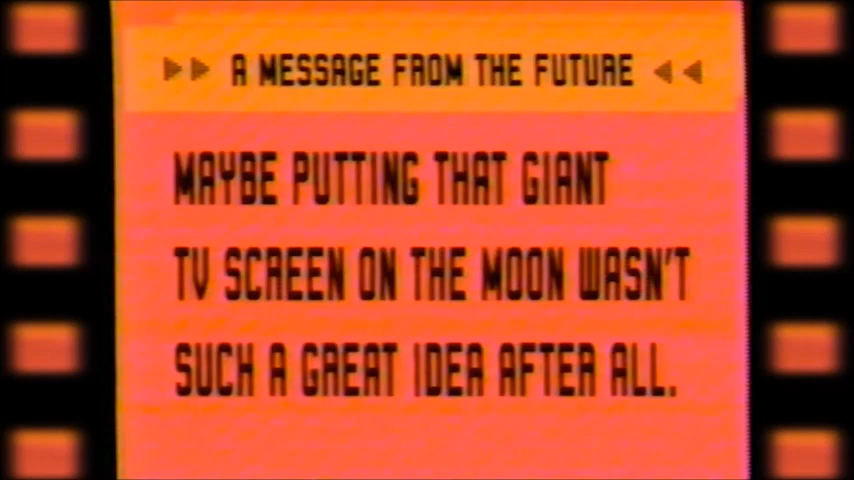 A MESSAGE FROM THE FUTURE
MAYBE PUTTING THAT GIANT
TV SCREEN ON THE MOON WASN'T
SUCH A GREAT IDEA AFTER ALL.